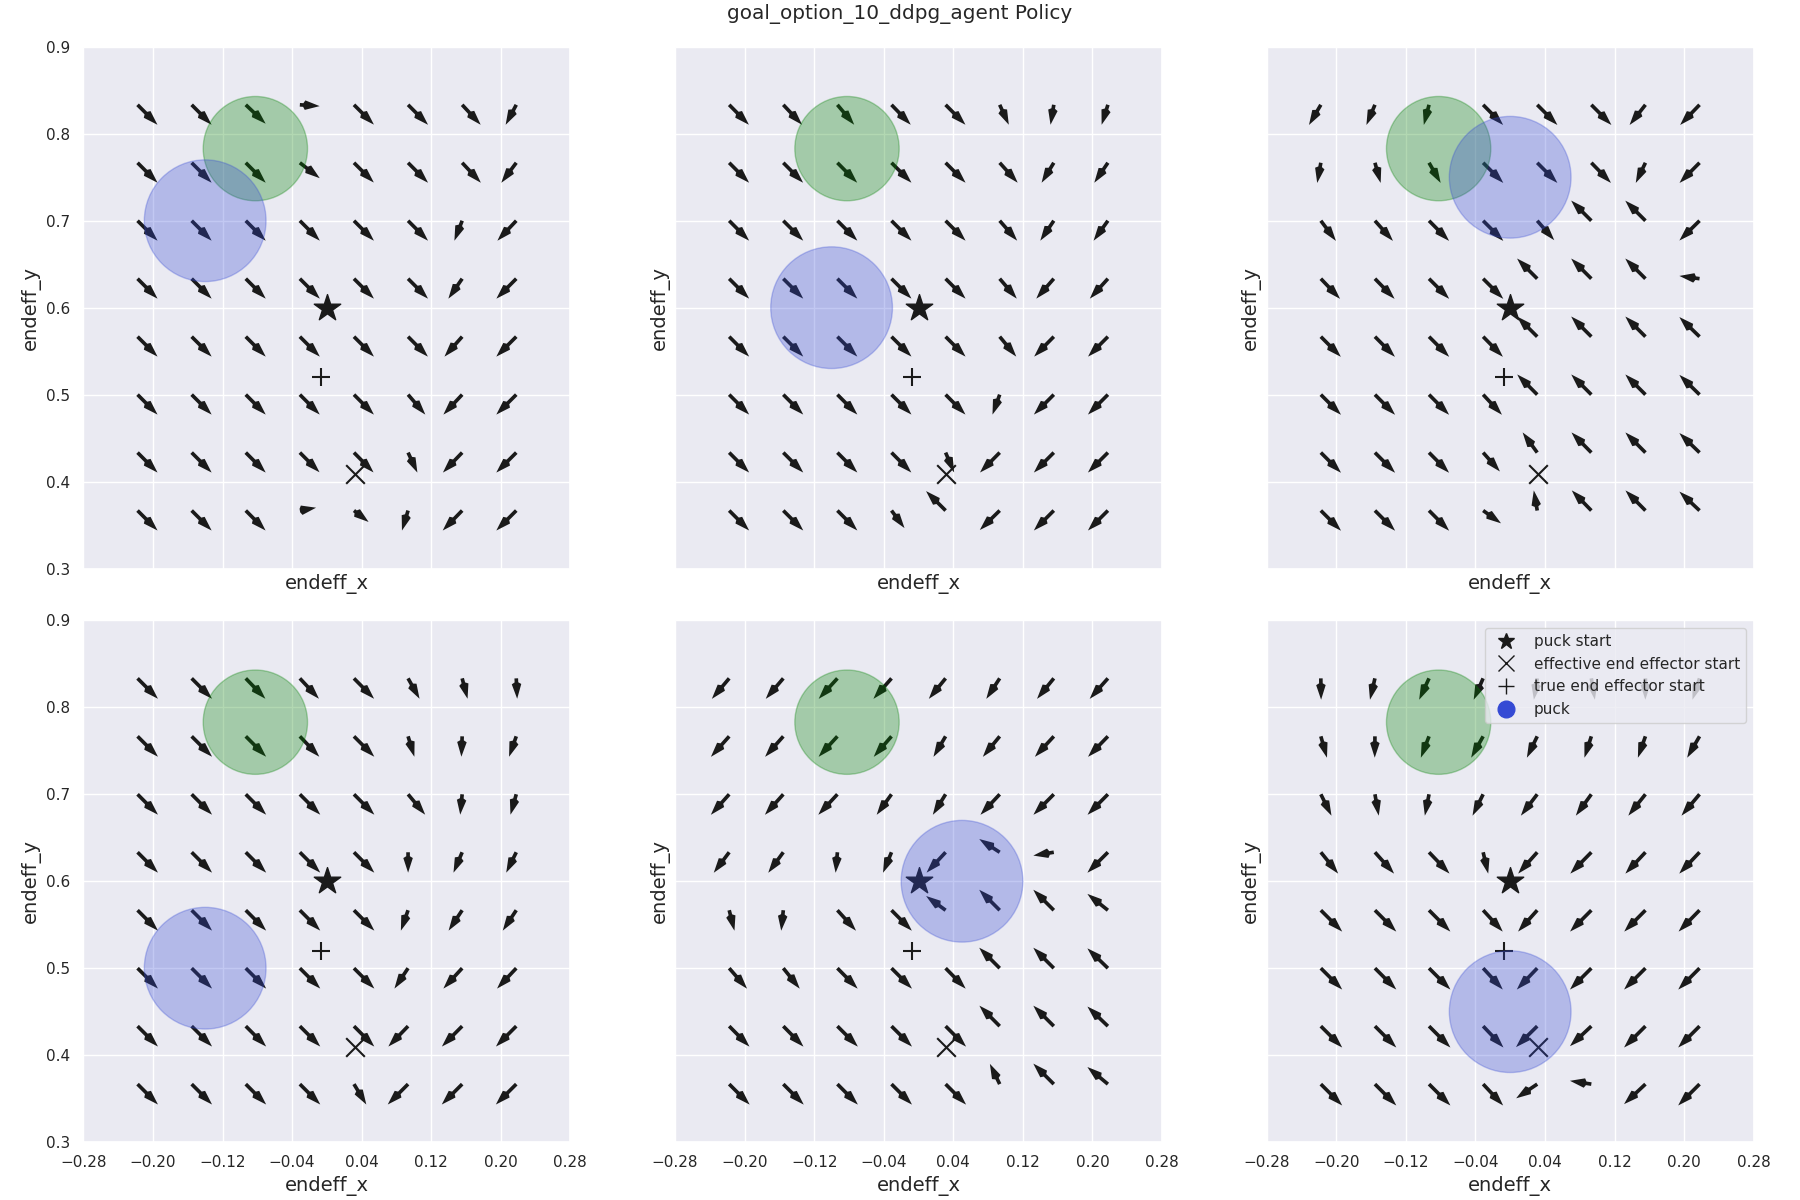 goal_option_10_ddpg_agent Policy
0.9
0.8
0.7
0.6
0.5
0.4
0.3
endeff_y
endeff_x
endeff_y
endeff_x
endeff_y
endeff_x
0.9
0.8
0.7
0.6
0.5
0.4
0.3
endeff_y
−0.28 −0.20 −0.12 −0.04 0.04 0.12 0.20 0.28
endeff_x
endeff_y
−0.28 −0.20 −0.12 −0.04 0.04 0.12 0.20 0.28
endeff_x
puck start
effective end effector start
true end effector start
puck
endeff_y
−0.28 −0.20 −0.12 −0.04 0.04 0.12 0.20 0.28
endeff_x